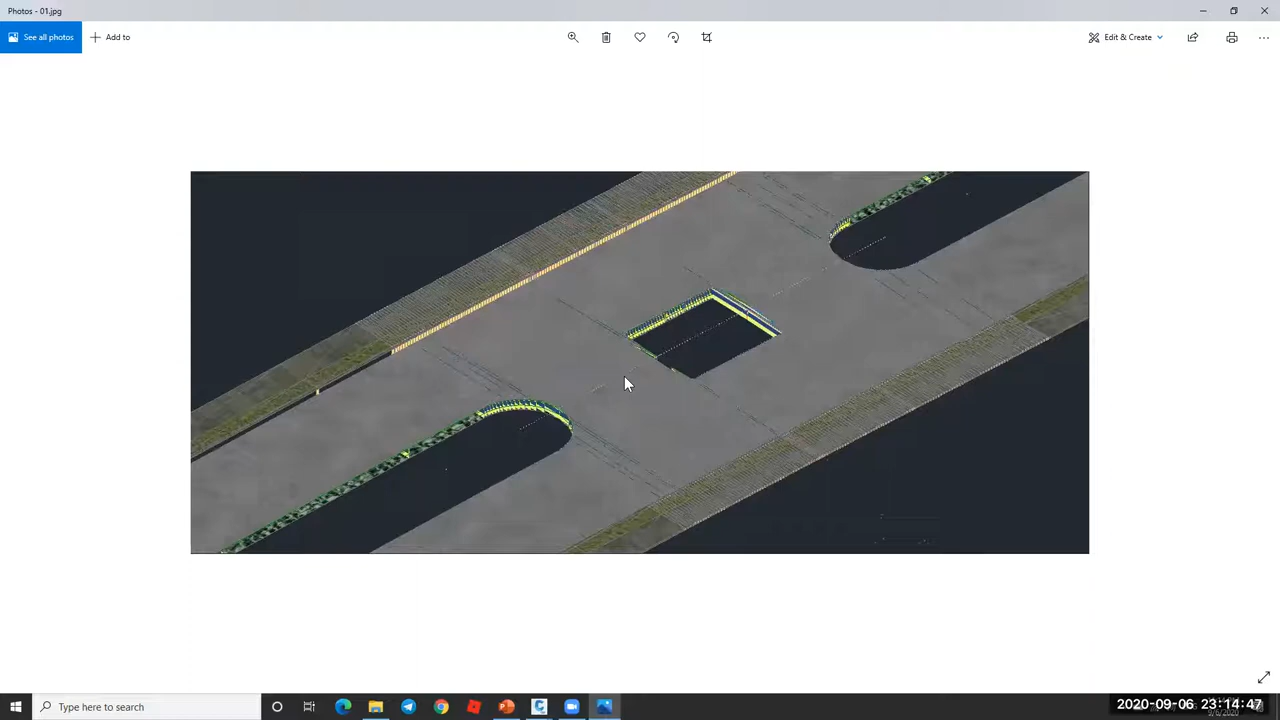 Photos - 01.jpg
See all photos
Add to
Edit & Create
Type here to search
2020-09-06 23:14:47